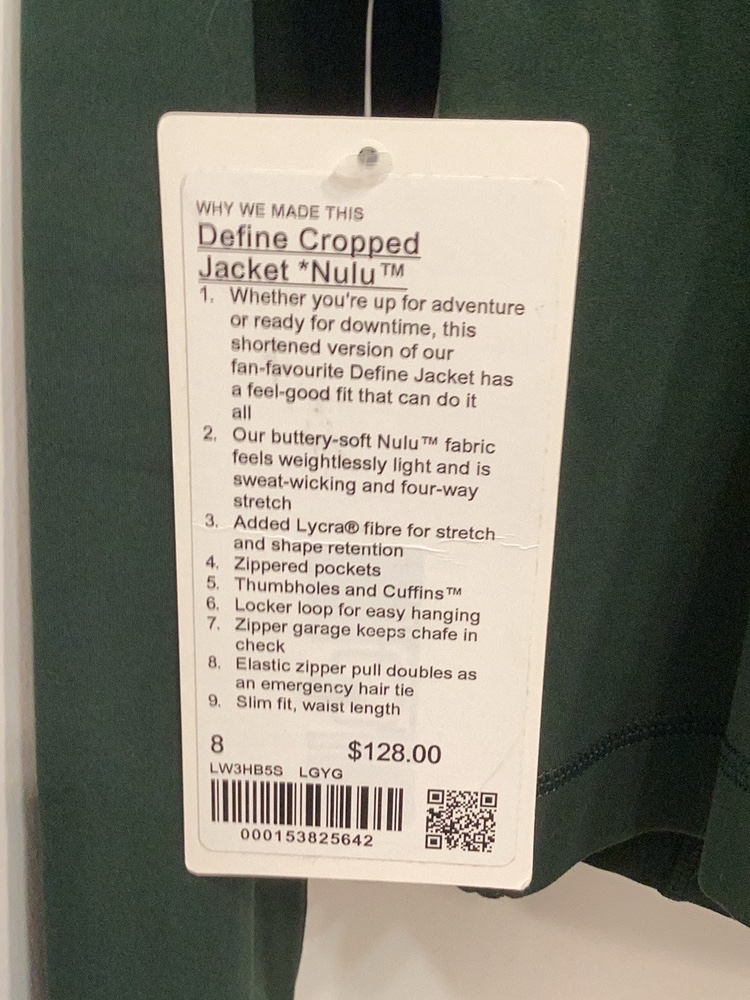 WHY WE MADE THIS
Define Cropped
Jacket *Nulu™
1. Whether you're up for adventure
or ready for downtime, this
shortened version of our
fan-favourite Define Jacket has
a feel-good fit that can do it
all
2. Our buttery-soft Nulu™ fabric
feels weightlessly light and is
sweat-wicking and four-way
stretch
3. Added Lycra® fibre for stretch
and shape retention
4. Zippered pockets
5. Thumbholes and Cuffins™
6. Locker loop for easy hanging
7. Zipper garage keeps chafe in
check
8. Elastic zipper pull doubles as
an emergency hair tie
9. Slim fit, waist length
8 $128.00
LW3HB5S LGYG
000153825642